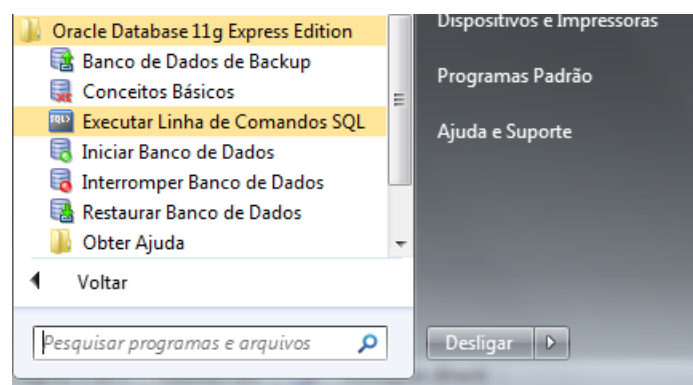 Oracle Database 11g Express Edition
Banco de Dados de Backup
Conceitos Básicos
Executar Linha de Comandos SQL
Iniciar Banco de Dados
Interromper Banco de Dados
Restaurar Banco de Dados
Obter Ajuda
Voltar
Pesquisar programas e arquivos
Dispositivos e Impressoras
Programas Padrão
Ajuda e Suporte
Desligar